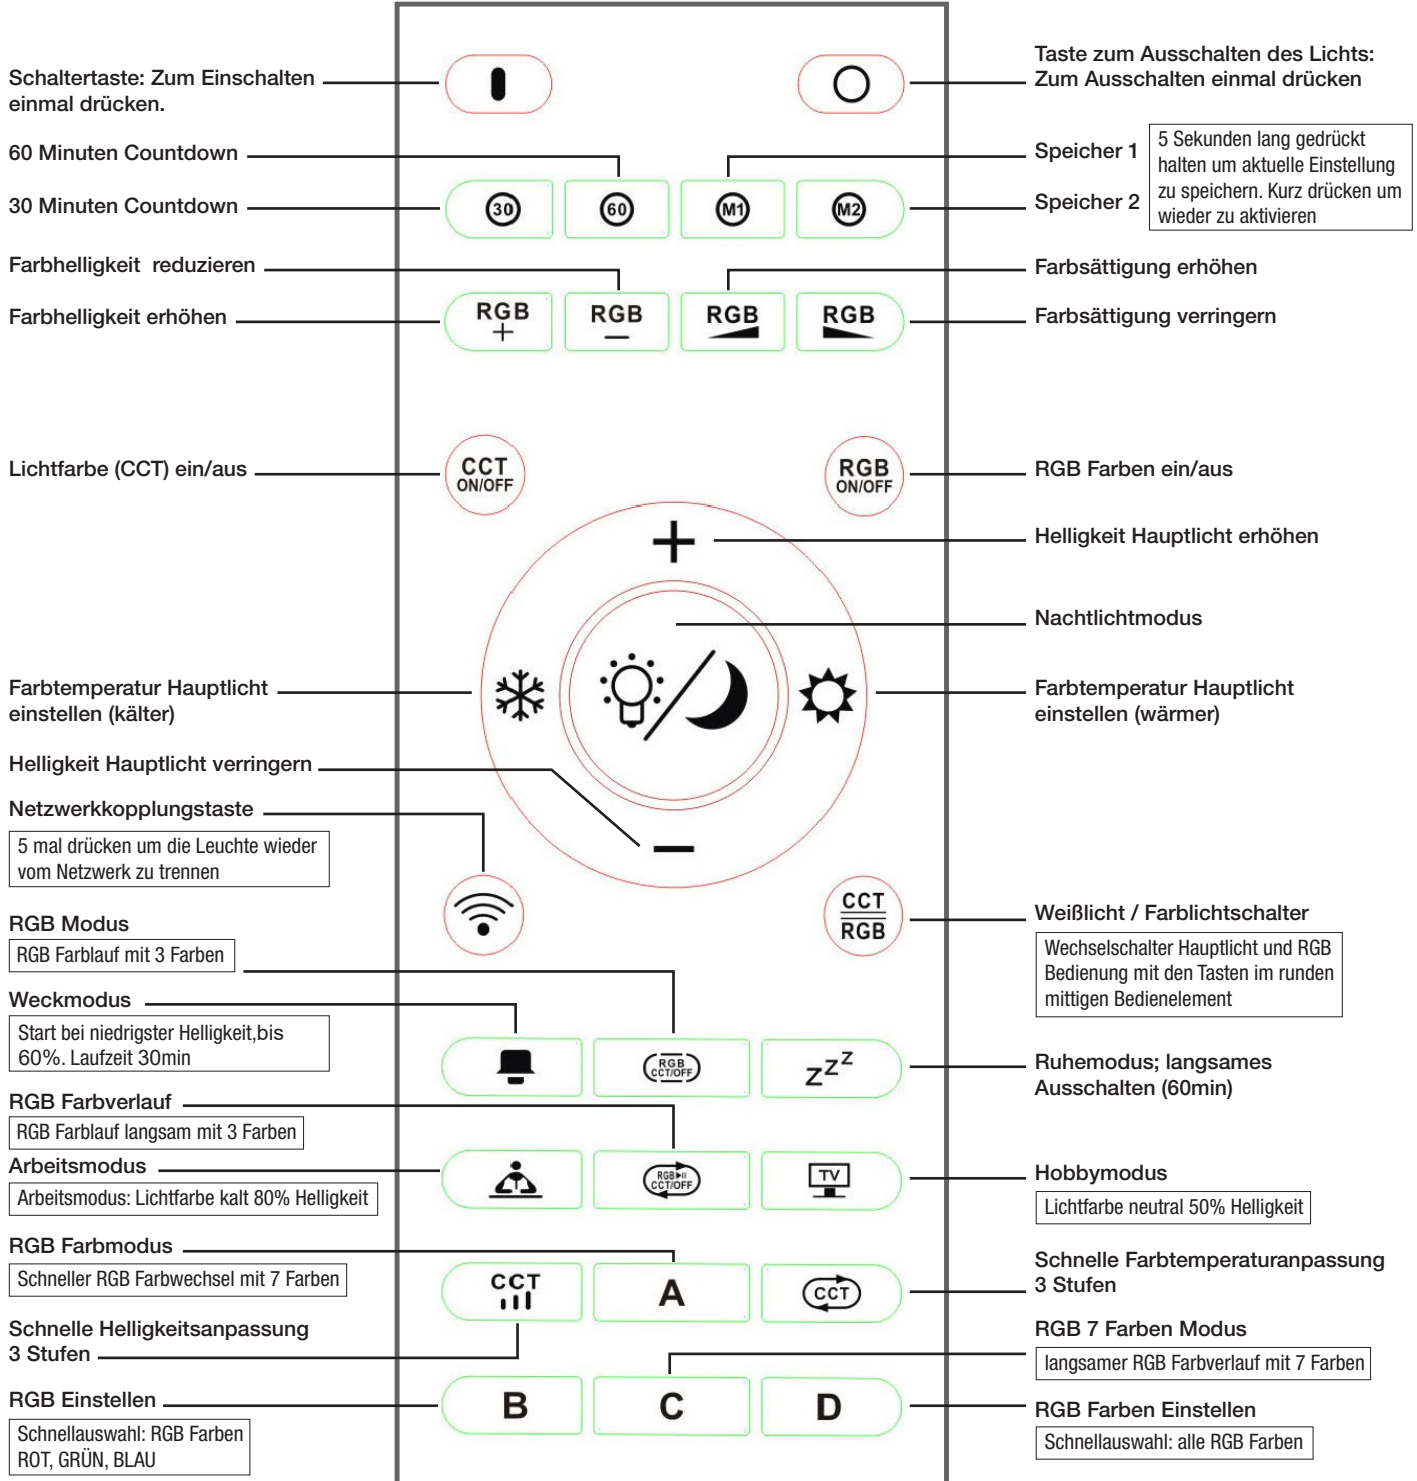 Schaltertaste: Zum Einschalten
einmal drücken.
60 Minuten Countdown
30 Minuten Countdown
Farbhelligkeit reduzieren
Farbhelligkeit erhöhen
Lichtfarbe (CCT) ein/aus
Farbtemperatur Hauptlicht
einstellen (kälter)
Helligkeit Hauptlicht verringern
Netzwerkkopplungstaste
5 mal drücken um die Leuchte wieder
vom Netzwerk zu trennen
RGB Modus
RGB Farblauf mit 3 Farben
Weckmodus
Start bei niedrigster Helligkeit,bis
60%. Laufzeit 30min
RGB Farbverlauf
RGB Farblauf langsam mit 3 Farben
Arbeitsmodus
Arbeitsmodus: Lichtfarbe kalt 80% Helligkeit
RGB Farbmodus
Schneller RGB Farbwechsel mit 7 Farben
Schnelle Helligkeitsanpassung
3 Stufen
RGB Einstellen
Schnellauswahl: RGB Farben
ROT, GRÜN, BLAU
30
60
M1
M2
RGB
+
RGB
−
RGB
RGB
CCT
ON/OFF
RGB
ON/OFF
+
−
CCT
RGB
RGB
CCT/OFF
zZZ
RGB
CCT/OFF
TV
CCT
A
CCT
B
C
D
Taste zum Ausschalten des Lichts:
Zum Ausschalten einmal drücken
Speicher 1
Speicher 2
5 Sekunden lang gedrückt
halten um aktuelle Einstellung
zu speichern. Kurz drücken um
wieder zu aktivieren
Farbsättigung erhöhen
Farbsättigung verringern
RGB Farben ein/aus
Helligkeit Hauptlicht erhöhen
Nachtlichtmodus
Farbtemperatur Hauptlicht
einstellen (wärmer)
Weißlicht / Farblichtschalter
Wechselschalter Hauptlicht und RGB
Bedienung mit den Tasten im runden
mittigen Bedienelement
Ruhemodus; langsames
Ausschalten (60min)
Hobbymodus
Lichtfarbe neutral 50% Helligkeit
Schnelle Farbtemperaturanpassung
3 Stufen
RGB 7 Farben Modus
langsamer RGB Farbverlauf mit 7 Farben
RGB Farben Einstellen
Schnellauswahl: alle RGB Farben